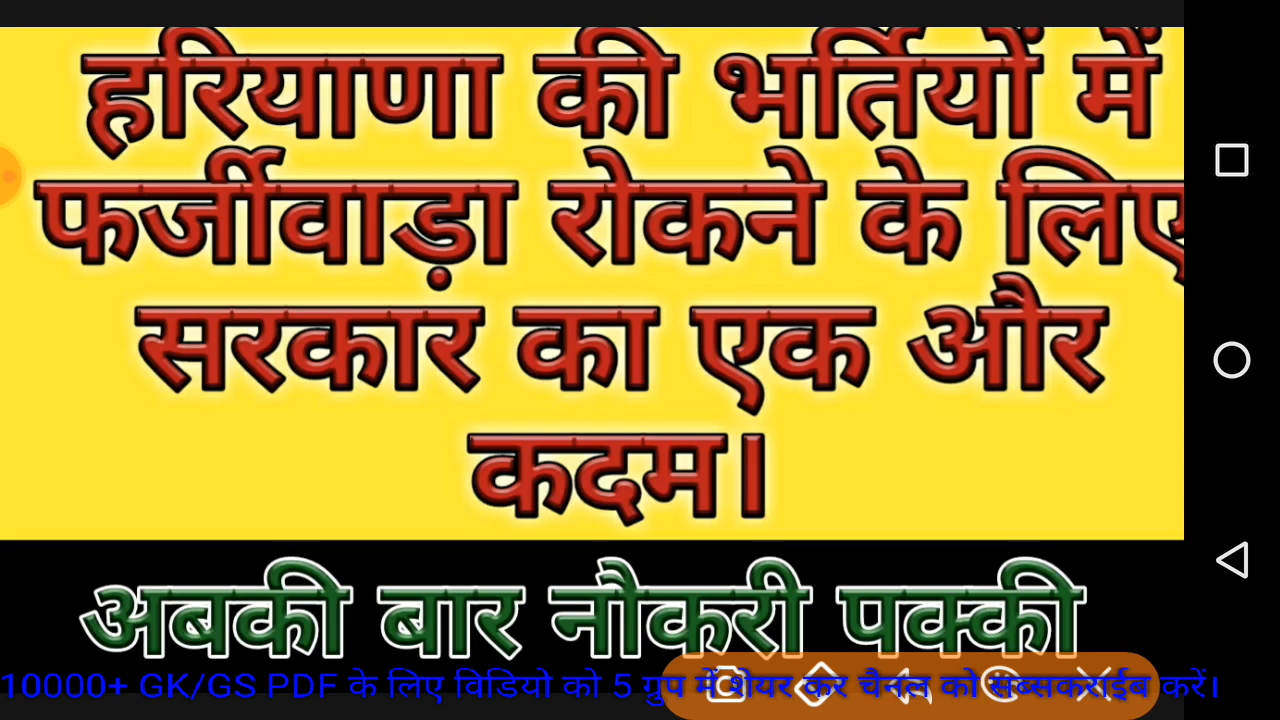 हरियाणा की भर्तियों में
फर्जीवाड़ा रोकने के लिए
सरकार का एक और
कदम।
अबकी बार नौकरी पक्की
10000+ GK/GS PDF के लिए विडियो को 5 ग्रुप में शेयर कर चैनल को सब्सकराईब करें।